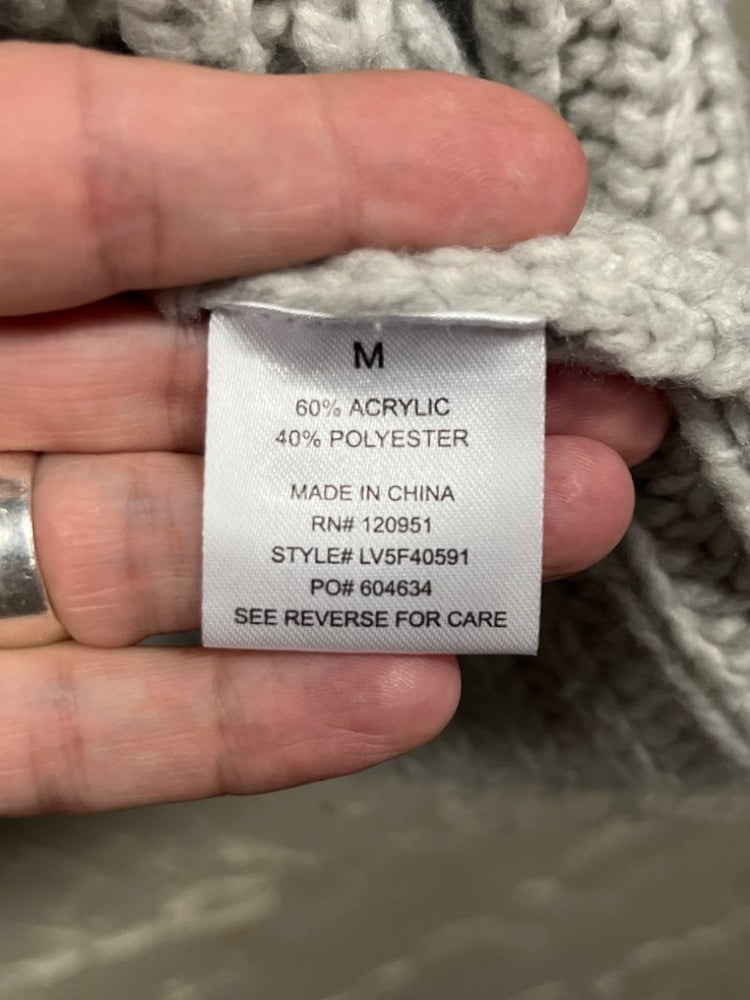 M
60% ACRYLIC
40% POLYESTER
MADE IN CHINA
RN# 120951
STYLE# LV5F40591
PO# 604634
SEE REVERSE FOR CARE